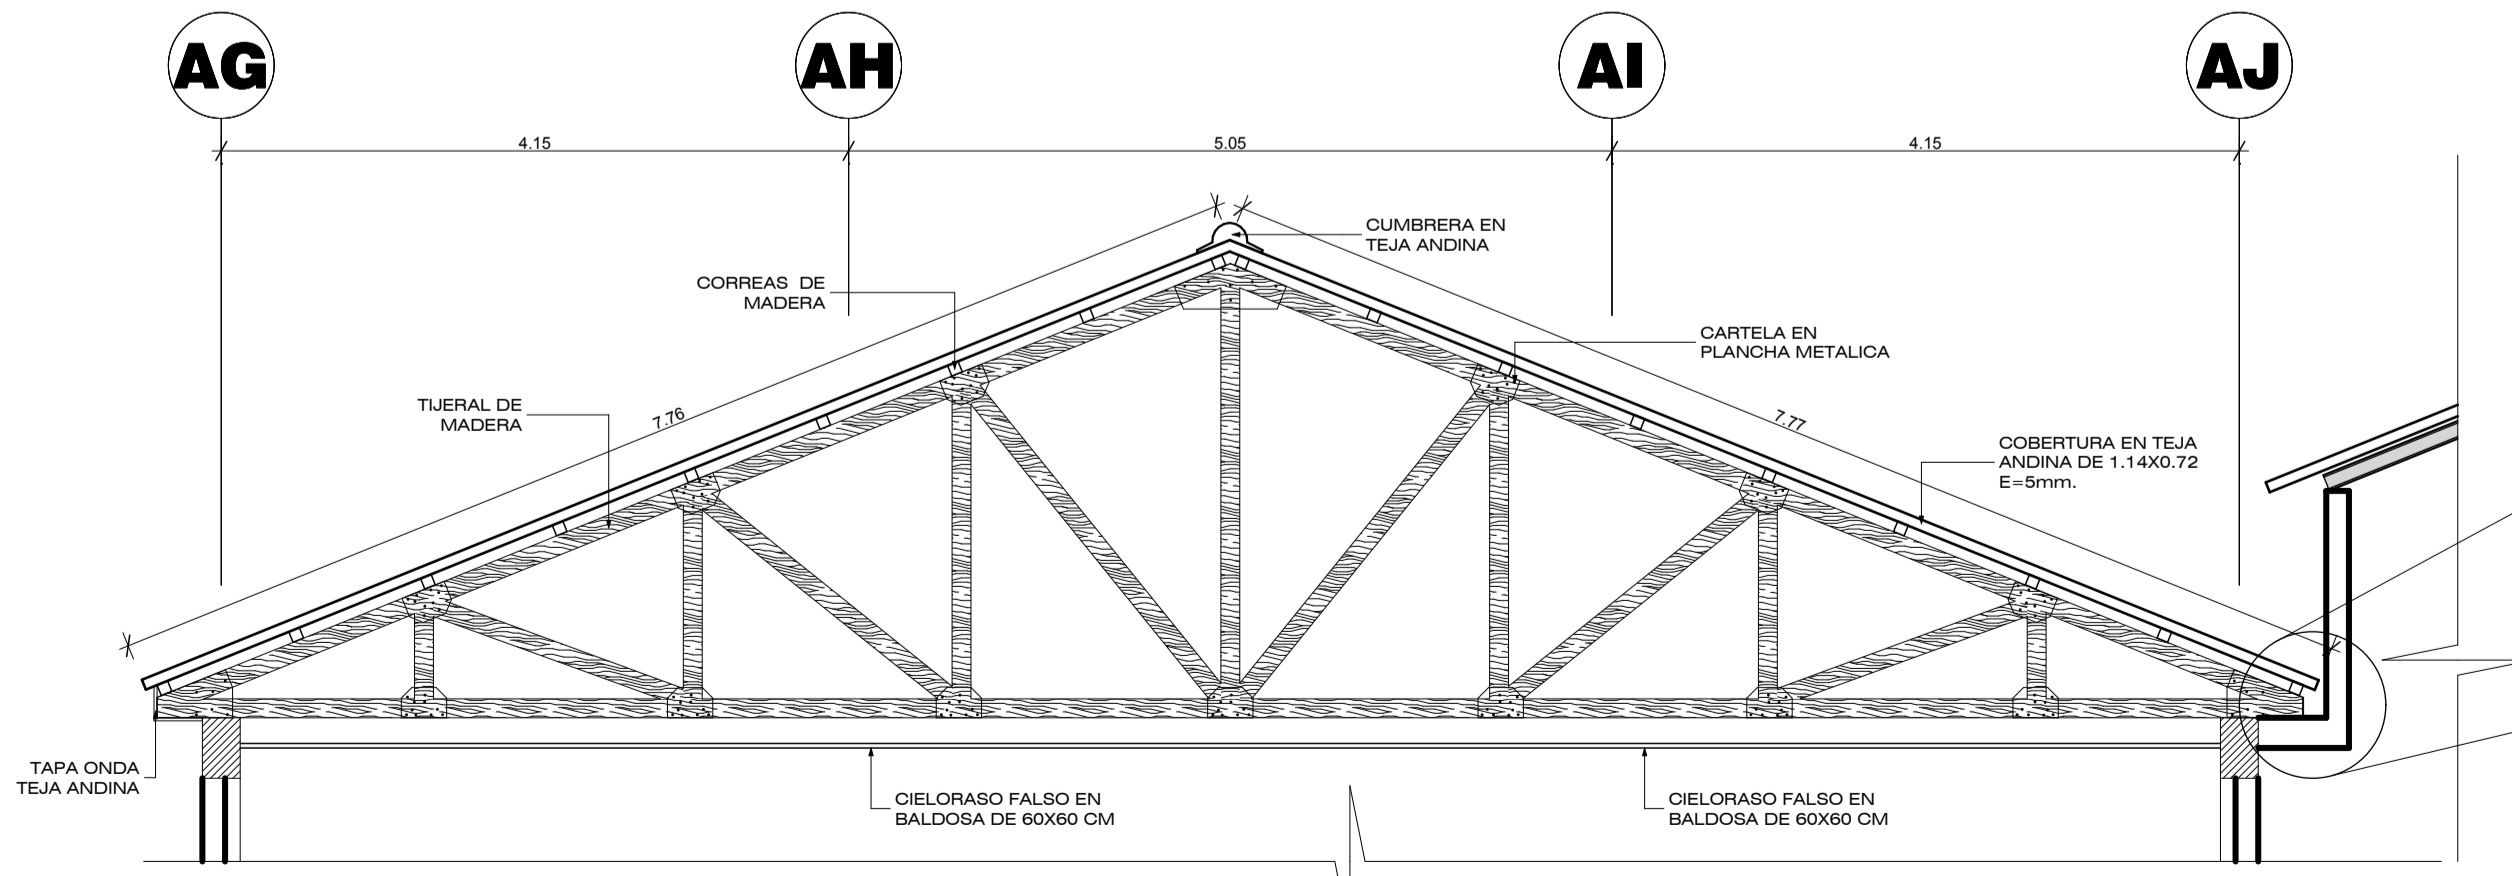 AG
AH
AI
AJ
4.15
5.05
4.15
CUMBRERA EN
TEJA ANDINA
CORREAS DE
MADERA
CARTELA EN
PLANCHA METALICA
TIJERAL DE
MADERA
7.76
7.77
COBERTURA EN TEJA
ANDINA DE 1.14X0.72
E=5mm.
TAPA ONDA
TEJA ANDINA
CIELORASO FALSO EN
BALDOSA DE 60X60 CM
CIELORASO FALSO EN
BALDOSA DE 60X60 CM